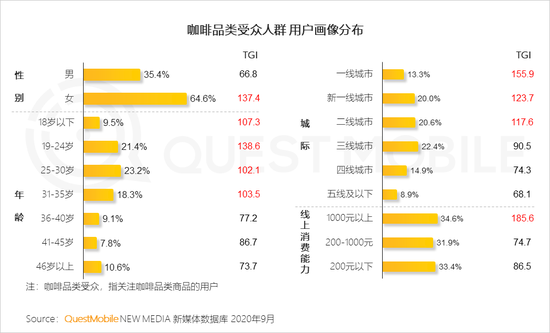 咖啡品类受众人群 用户画像分布
TGI
性别
男 35.4% 66.8
女 64.6% 137.4
年龄
18岁以下 9.5% 107.3
19-24岁 21.4% 136.6
25-30岁 23.2% 102.1
31-35岁 18.3% 103.5
36-40岁 9.1% 77.2
41-45岁 7.8% 86.7
46岁以上 10.6% 73.7
TGI
城际
一线城市 13.3% 155.9
新一线城市 20.0% 123.7
二线城市 20.6% 117.6
三线城市 22.4% 90.5
四线城市 14.9% 74.3
五线及以下 8.9% 68.1
线上消费能力
1000元以上 34.6% 185.6
200-1000元 31.9% 74.7
200元以下 33.4% 86.5
注：咖啡品类受众，指关注咖啡品类商品的用户
Source：QuestMobile NEW MEDIA 新媒体数据库 2020年9月
QUESTMOBILE